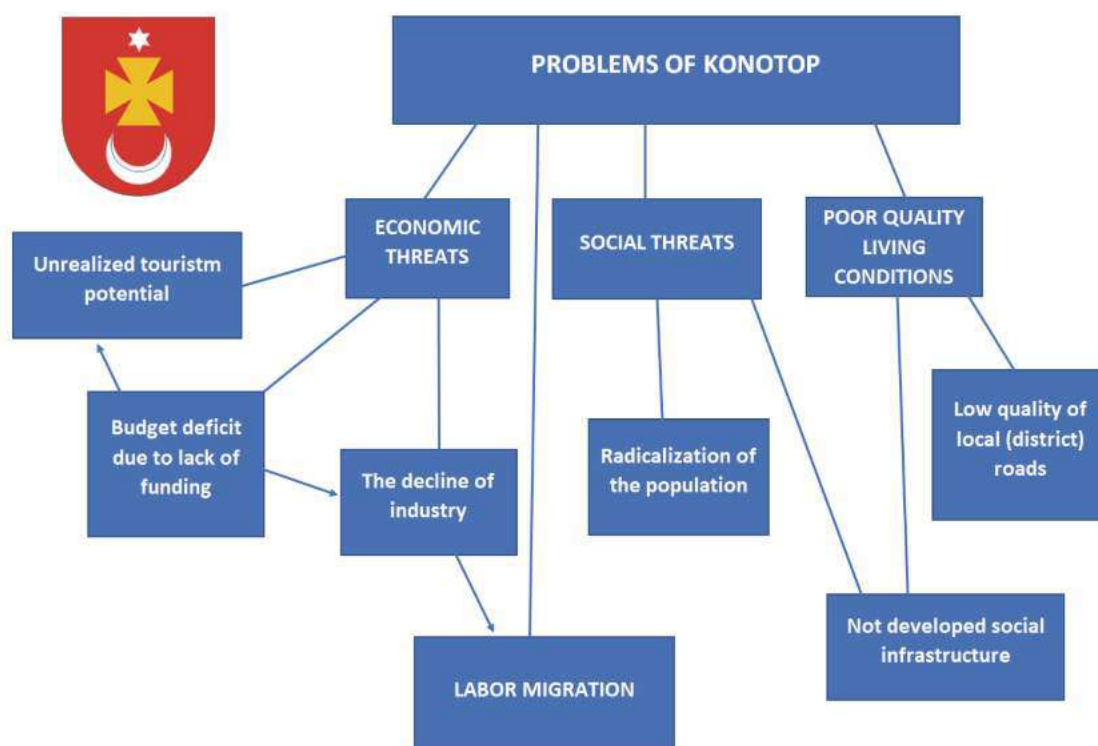 PROBLEMS OF KONOTOP
ECONOMIC
THREATS
SOCIAL THREATS
POOR QUALITY
LIVING
CONDITIONS
Unrealized touristm
potential
Budget deficit
due to lack of
funding
The decline of
industry
Radicalization of
the population
Low quality of
local (district)
roads
Not developed social
infrastructure
LABOR MIGRATION